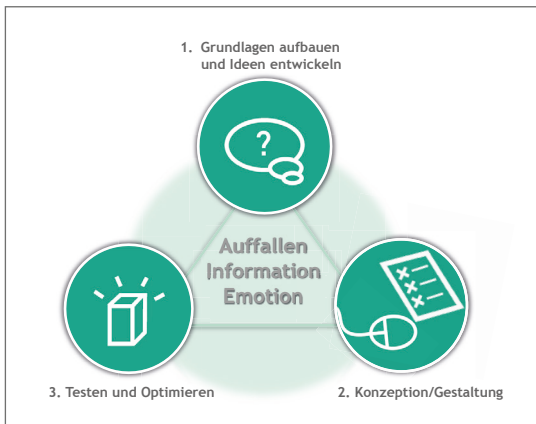 1. Grundlagen aufbauen
und Ideen entwickeln
?
Auffallen
Information
Emotion
3. Testen und Optimieren
2. Konzeption/Gestaltung